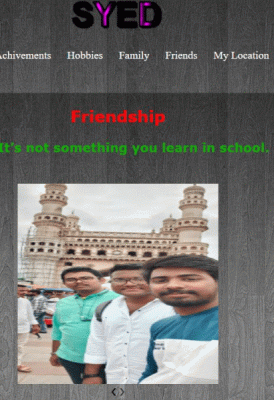 SYED
Achivements Hobbies Family Friends My Location
Friendship
It's not something you learn in school.